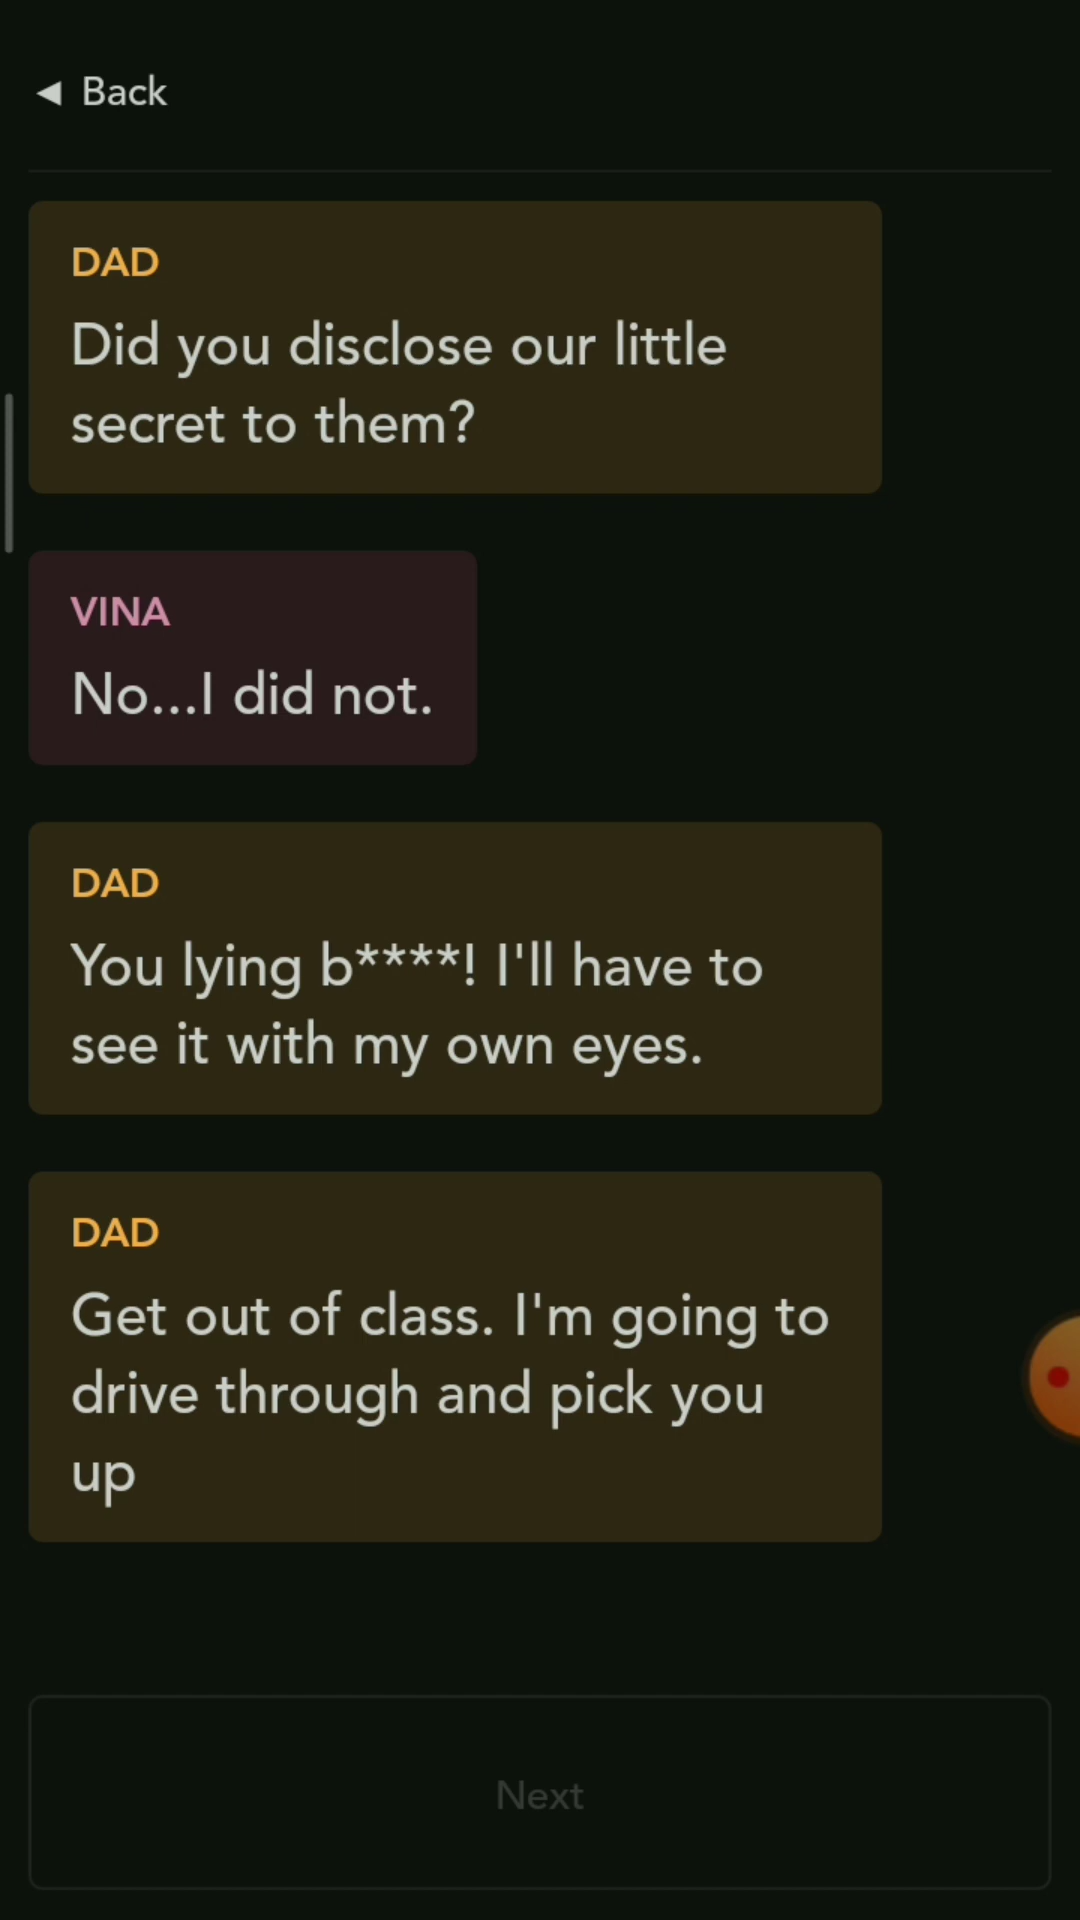 ◀ Back
DAD
Did you disclose our little
secret to them?
VINA
No...I did not.
DAD
You lying b****! I'll have to
see it with my own eyes.
DAD
Get out of class. I'm going to
drive through and pick you
up
Next